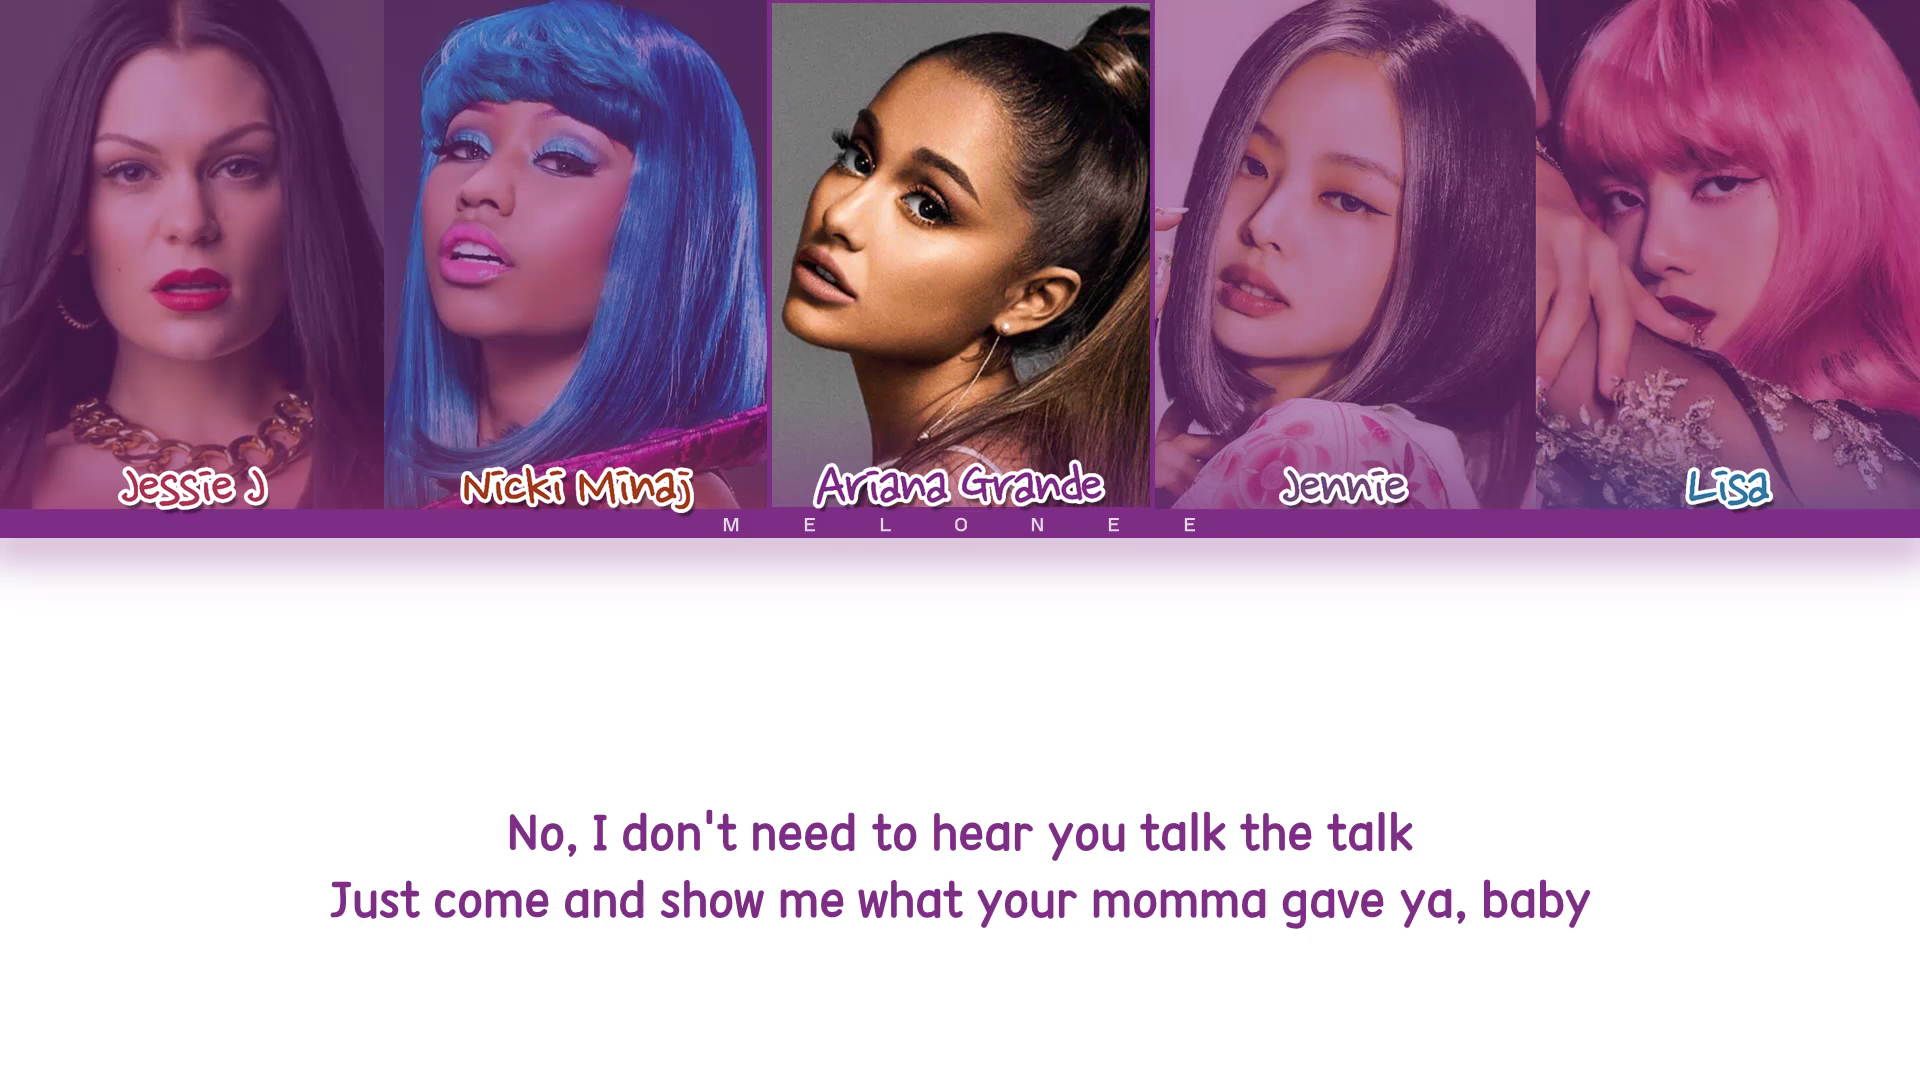 Jessie J
Nicki Minaj
Ariana Grande
Jennie
Lisa
MELONEE
No, I don't need to hear you talk the talk
Just come and show me what your momma gave ya, baby